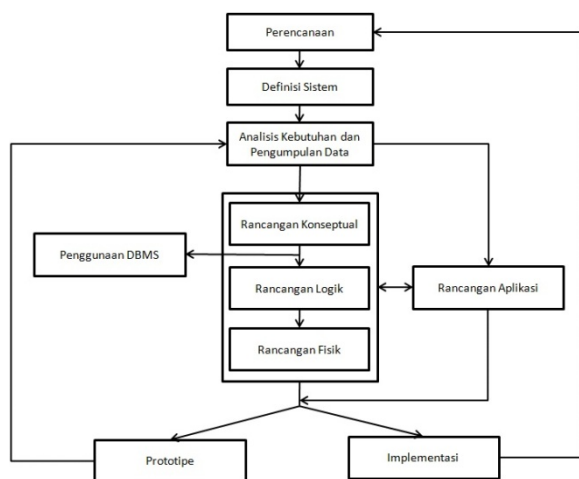 Perencanaan
Definisi Sistem
Analisis Kebutuhan dan
Pengumpulan Data
Rancangan Konseptual
Penggunaan DBMS
Rancangan Logik
Rancangan Aplikasi
Rancangan Fisik
Prototipe
Implementasi